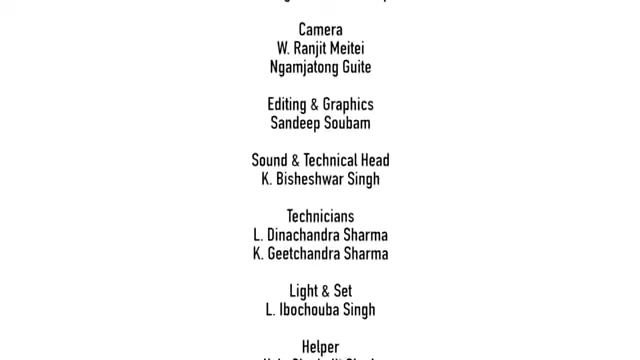 Camera
W. Ranjit Meitei
Ngamjatong Guite
Editing & Graphics
Sandeep Soubam
Sound & Technical Head
K. Bisheshwar Singh
Technicians
L. Dinachandra Sharma
K. Geetchandra Sharma
Light & Set
L. Ibochouba Singh
Helper